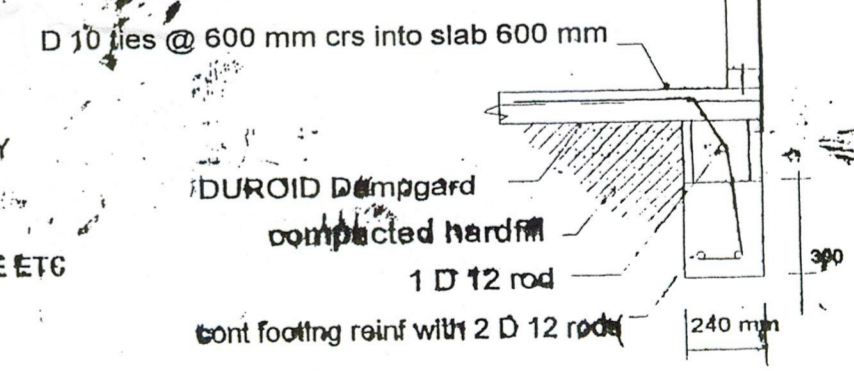 D 10 ties @ 600 mm crs into slab 600 mm
Y
DUROID Dampgard
compacted hardfill
E ETC
300
1 D 12 rod
cont footing reinf with 2 D 12 rods
240 mm